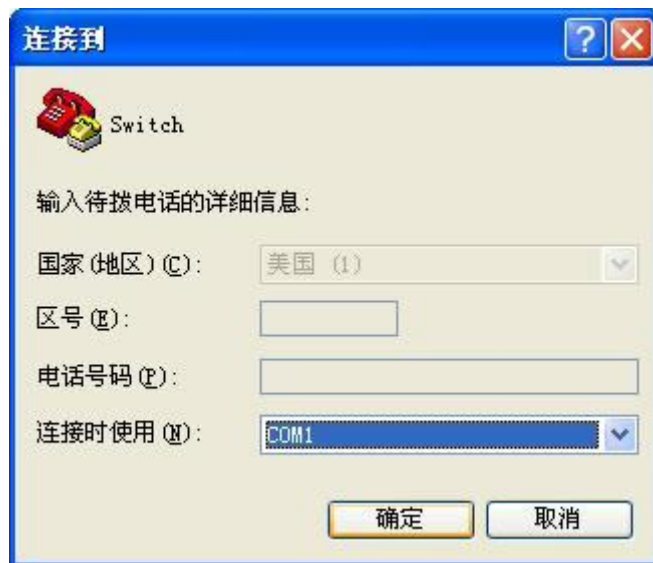 连接到
Switch
输入待拨电话的详细信息:
国家(地区)(C): 美国 (1)
区号(E):
电话号码(P):
连接时使用(N): COM1
确定 取消